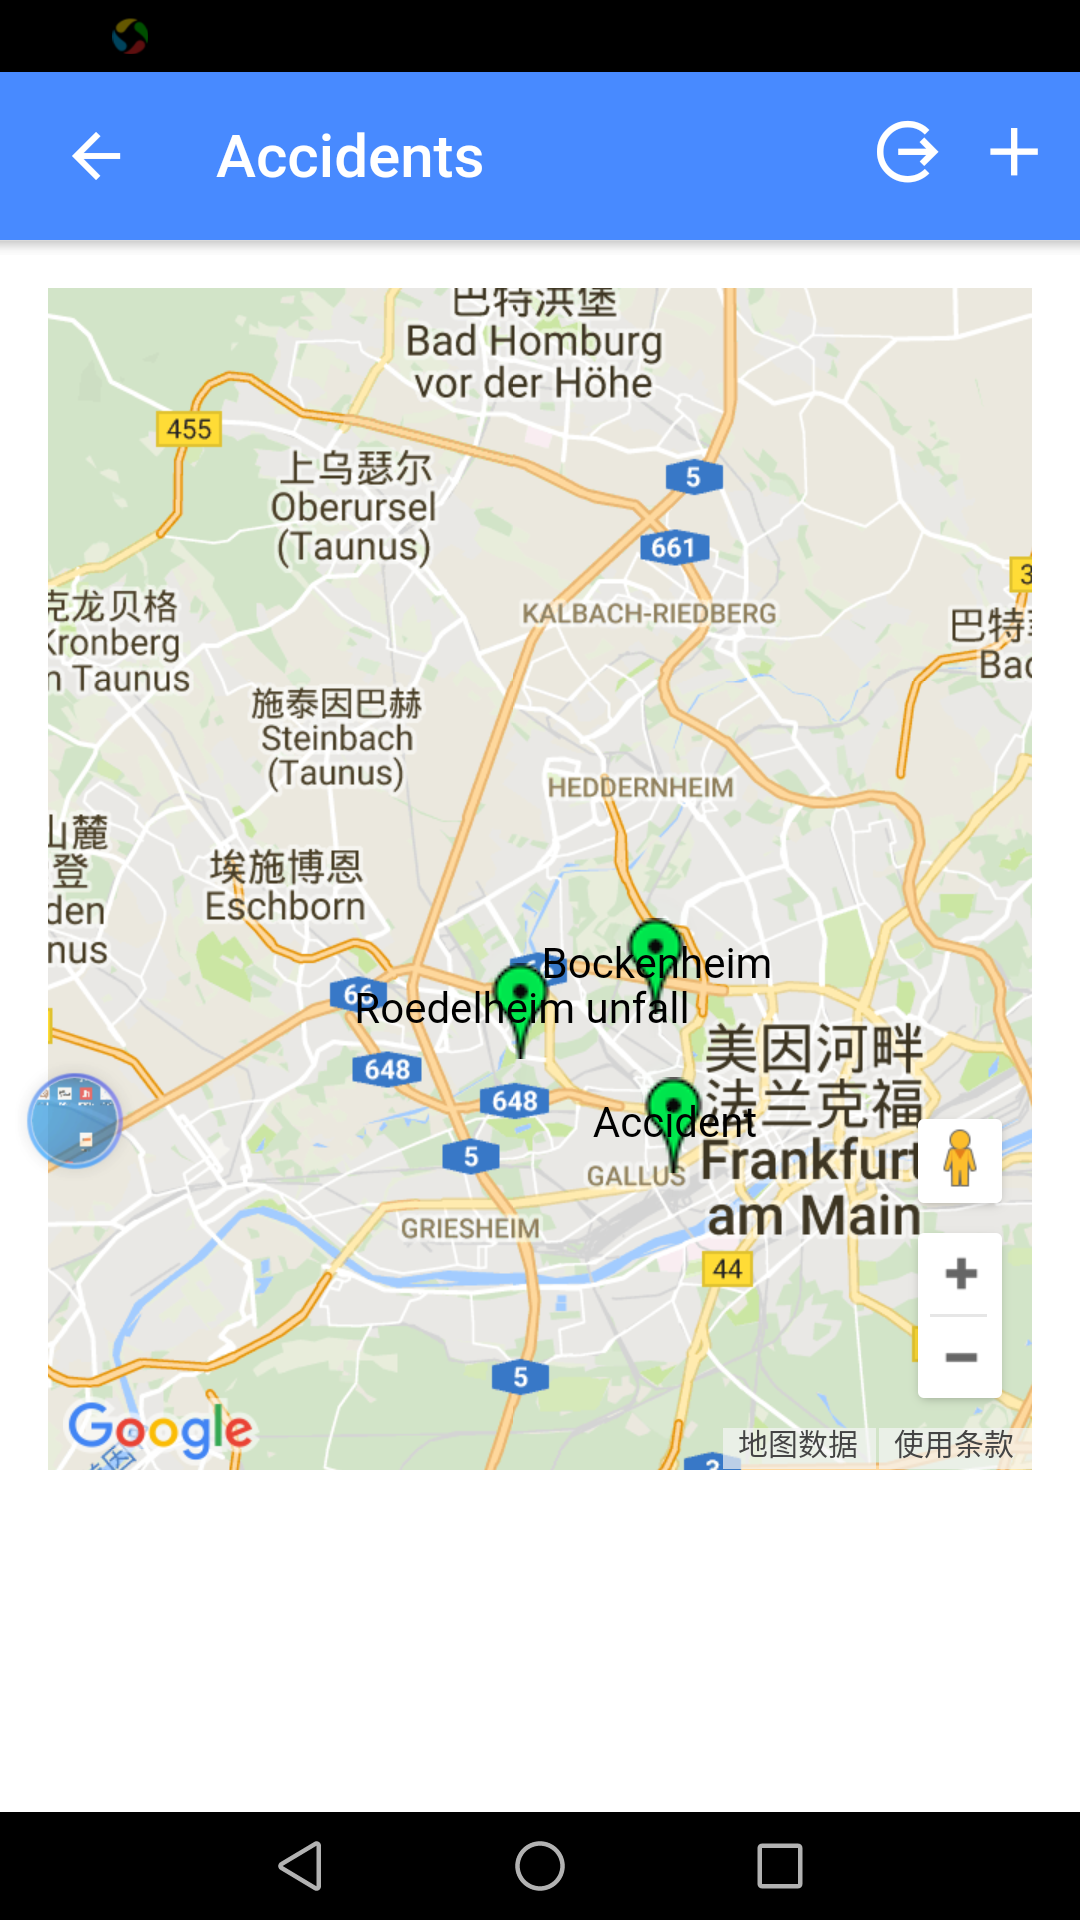 Accidents
巴特洪堡
Bad Homburg
vor der Höhe
455
上乌瑟尔
Oberursel
(Taunus)
5
661
3
克龙贝格
Kronberg
Taunus
KALBACH-RIEDBERG
巴特
施泰因巴赫
Steinbach
(Taunus)
HEDDERNHEIM
山麓
登
den
nus
埃施博恩
Eschborn
Bockenheim
66
Roedelheim unfall
648
648
美因河畔
法兰克福
Accident
5
GALLUS
Frankfurt
am Main
GRIESHEIM
44
5
Google
地图数据
使用条款
3